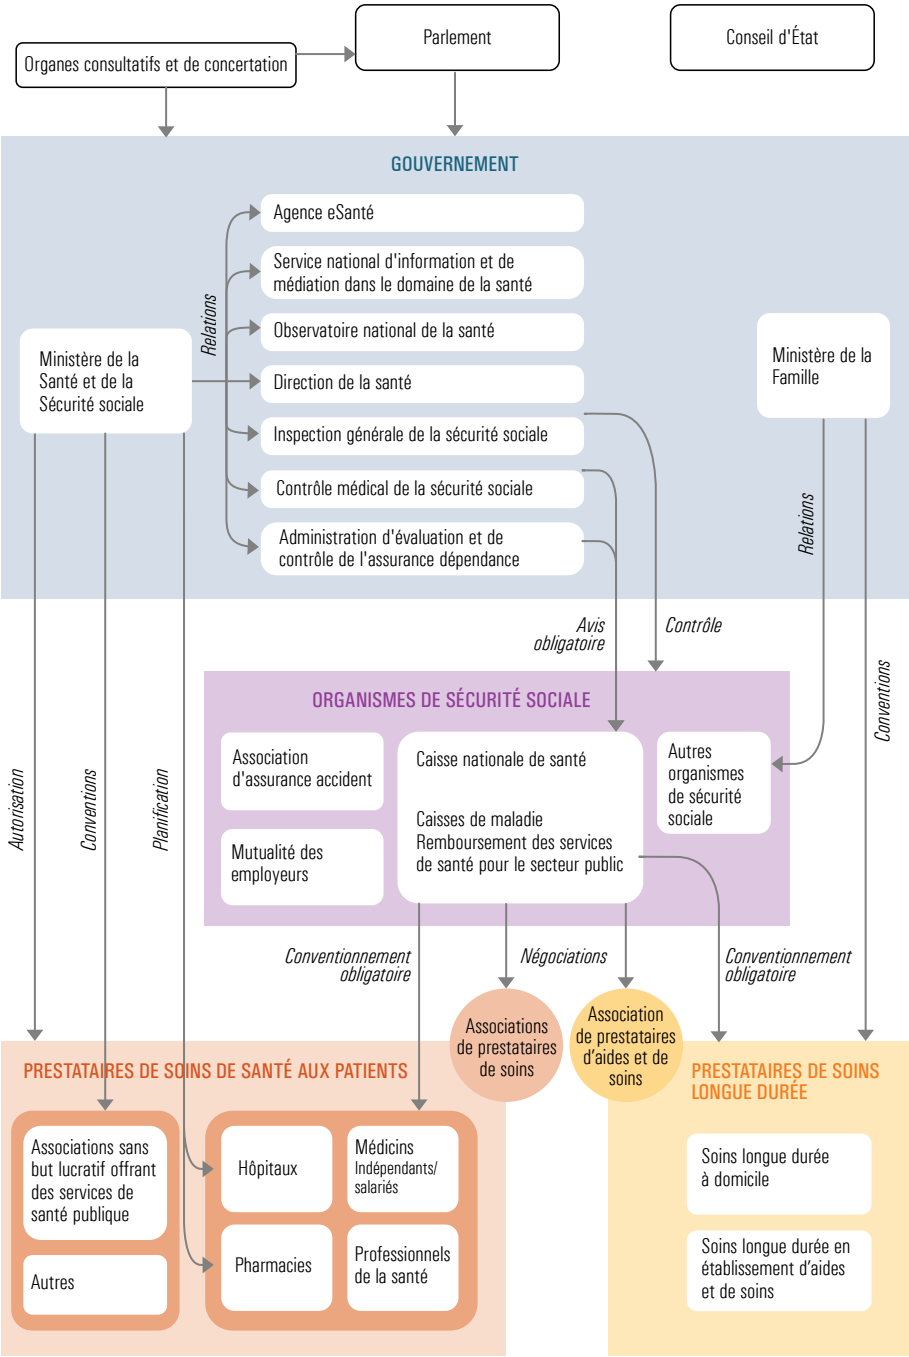 Organes consultatifs et de concertation
Parlement
Conseil d'État
GOUVERNEMENT
Agence eSanté
Service national d'information et de
médiation dans le domaine de la santé
Observatoire national de la santé
Direction de la santé
Inspection générale de la sécurité sociale
Contrôle médical de la sécurité sociale
Administration d'évaluation et de
contrôle de l'assurance dépendance
Relations
Ministère de la
Santé et de la
Sécurité sociale
Ministère de la
Famille
Relations
Avis
obligatoire
Contrôle
Conventions
ORGANISMES DE SÉCURITÉ SOCIALE
Association
d'assurance accident
Mutualité des
employeurs
Caisse nationale de santé
Caisses de maladie
Remboursement des services
de santé pour le secteur public
Autres
organismes
de sécurité
sociale
Autorisation
Conventions
Planification
Conventionnement
obligatoire
Négociations
Conventionnement
obligatoire
Associations
de prestataires
de soins
Association
de prestataires
d’aides et de
soins
PRESTATAIRES DE SOINS DE SANTÉ AUX PATIENTS
Associations sans
but lucratif offrant
des services de
santé publique
Autres
Hôpitaux
Médicins
Indépendants/
salariés
Pharmacies
Professionnels
de la santé
PRESTATAIRES DE SOINS
LONGUE DURÉE
Soins longue durée
à domicile
Soins longue durée en
établissement d’aides
et de soins